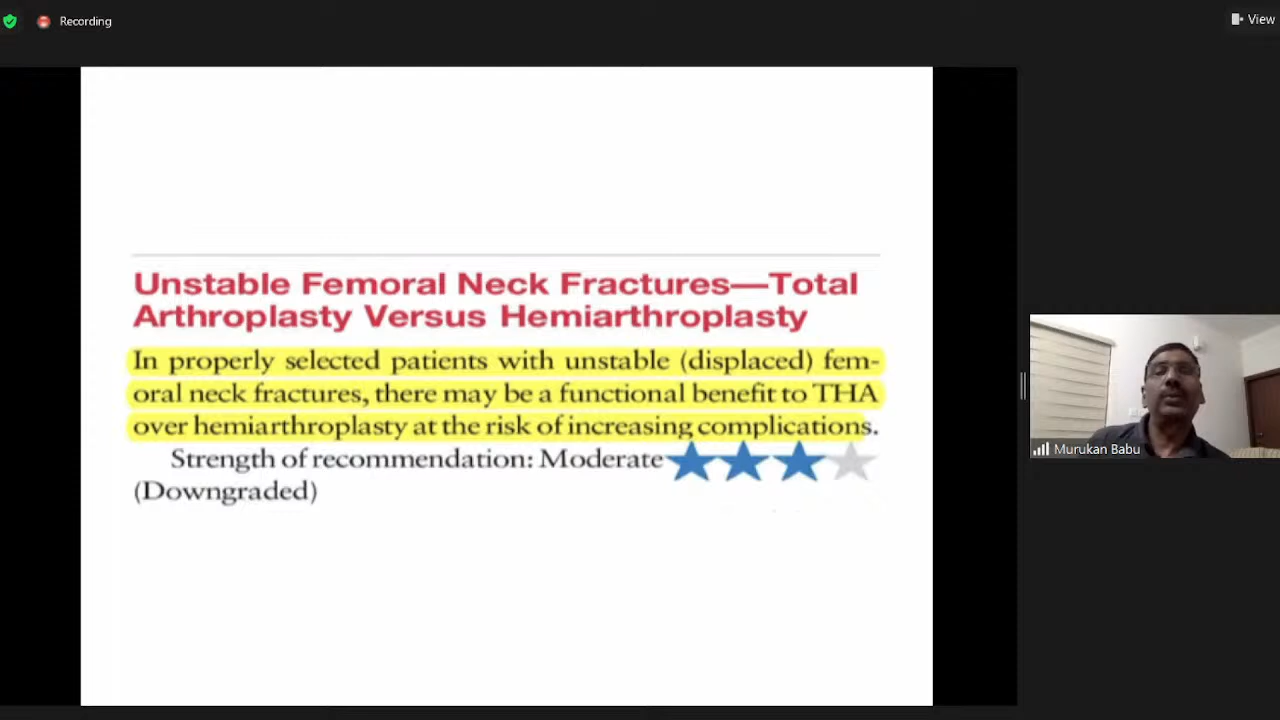 Recording
View
Unstable Femoral Neck Fractures—Total
Arthroplasty Versus Hemiarthroplasty
In properly selected patients with unstable (displaced) fem-
oral neck fractures, there may be a functional benefit to THA
over hemiarthroplasty at the risk of increasing complications.
Strength of recommendation: Moderate
(Downgraded)
Murukan Babu